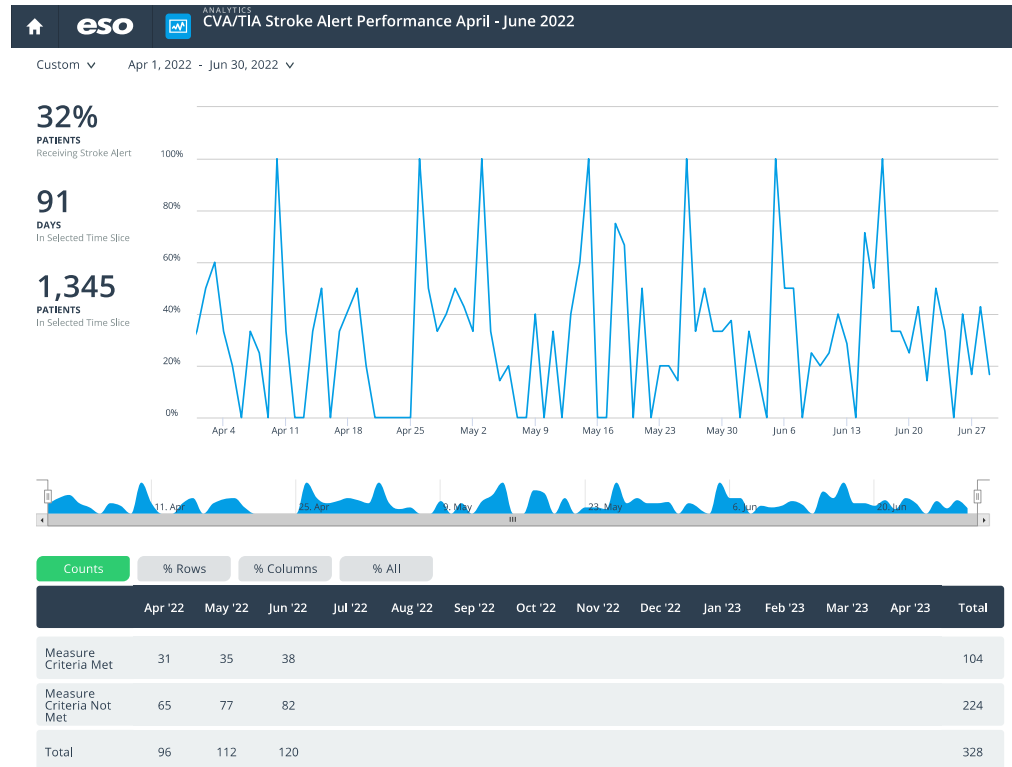 ANALYTICS
eso
CVA/TIA Stroke Alert Performance April - June 2022
Custom Apr 1, 2022 - Jun 30, 2022
32%
PATIENTS
Receiving Stroke Alert
91
DAYS
In Selected Time Slice
1,345
PATIENTS
In Selected Time Slice
100%
80%
60%
40%
20%
0%
Apr 4 Apr 11 Apr 18 Apr 25 May 2 May 9 May 16 May 23 May 30 Jun 6 Jun 13 Jun 20 Jun 27
11. Apr 25. Apr 9. May 23. May 6. Jun 20. Jun
Counts % Rows % Columns % All
Apr '22 May '22 Jun '22 Jul '22 Aug '22 Sep '22 Oct '22 Nov '22 Dec '22 Jan '23 Feb '23 Mar '23 Apr '23 Total
Measure
Criteria Met 31 35 38 104
Measure
Criteria Not
Met 65 77 82 224
Total 96 112 120 328